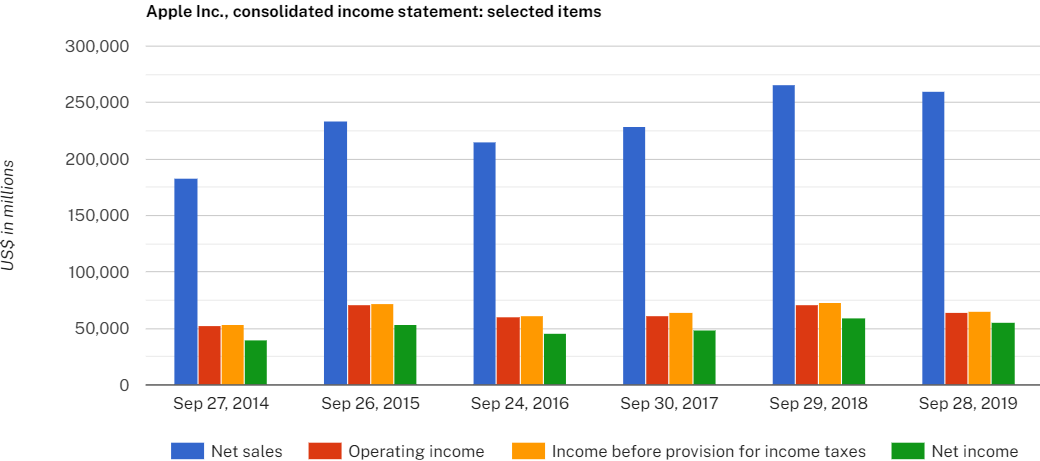 Apple Inc., consolidated income statement: selected items
US$ in millions
300,000
250,000
200,000
150,000
100,000
50,000
0
Sep 27, 2014 Sep 26, 2015 Sep 24, 2016 Sep 30, 2017 Sep 29, 2018 Sep 28, 2019
Net sales Operating income Income before provision for income taxes Net income